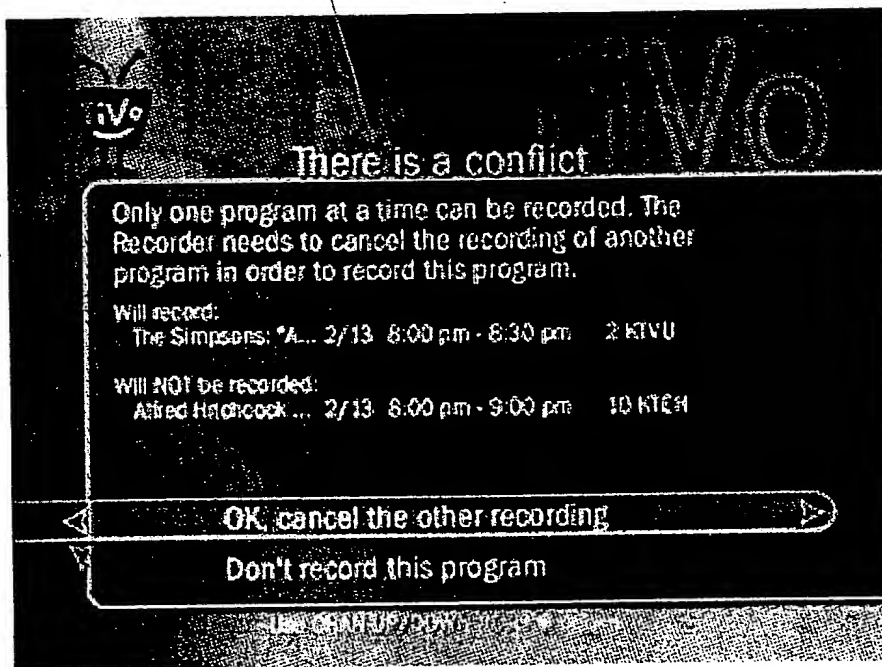 TiVo
TiVo
There is a conflict
Only one program at a time can be recorded. The
Recorder needs to cancel the recording of another
program in order to record this program.
Will record:
The Simpsons: "A... 2/13 8:00 pm - 8:30 pm 2 KTVU
Will NOT be recorded:
Alfred Hitchcock ... 2/13 8:00 pm - 9:00 pm 10 KTEH
OK, cancel the other recording
Don't record this program
CHAN UP/DOWN